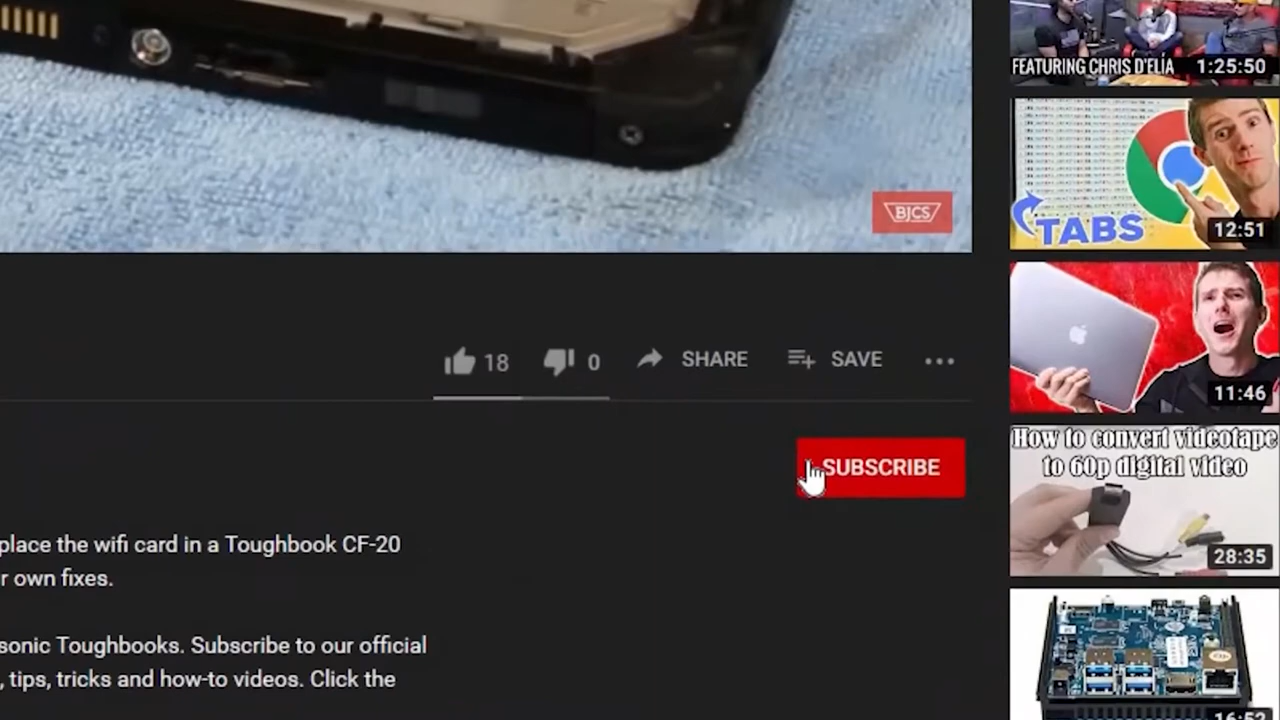 FEATURING CHRIS D'ELIA 1:25:50
TABS
12:51
BJCS
11:46
18 0 SHARE SAVE
SUBSCRIBE
How to convert videotape
to 60p digital video
28:35
place the wifi card in a Toughbook CF-20
r own fixes.
sonic Toughbooks. Subscribe to our official
, tips, tricks and how-to videos. Click the
16:52